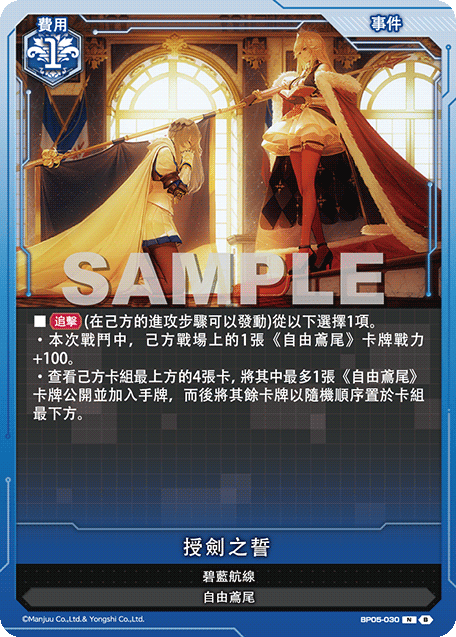 費用
1
事件
SAMPLE
■ 追擊 (在己方的進攻步驟可以發動)從以下選擇1項。
・本次戰鬥中，己方戰場上的1張《自由鳶尾》卡牌戰力
+100。
・查看己方卡組最上方的4張卡，將其中最多1張《自由鳶尾》
卡牌公開並加入手牌，而後將其餘卡牌以隨機順序置於卡組
最下方。
授劍之誓
碧藍航線
自由鳶尾
©Manjuu Co.,Ltd.& Yongshi Co.,Ltd.
BP05-030 N B